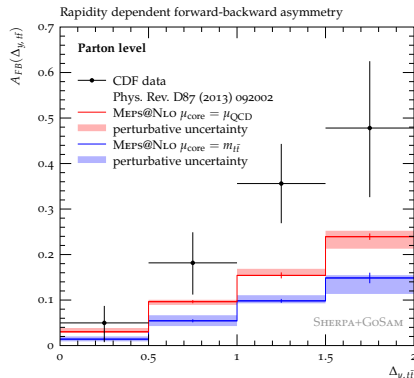 Rapidity dependent forward-backward asymmetry
A_FB(Δ_y,tt̄)
0.7
0.6
0.5
0.4
0.3
0.2
0.1
0
Parton level
CDF data
Phys. Rev. D87 (2013) 092002
MEPS@NLO μ_core = μ_QCD
perturbative uncertainty
MEPS@NLO μ_core = m_tt̄
perturbative uncertainty
SHERPA+GOSAM
0 0.5 1 1.5 2
Δ_y,tt̄